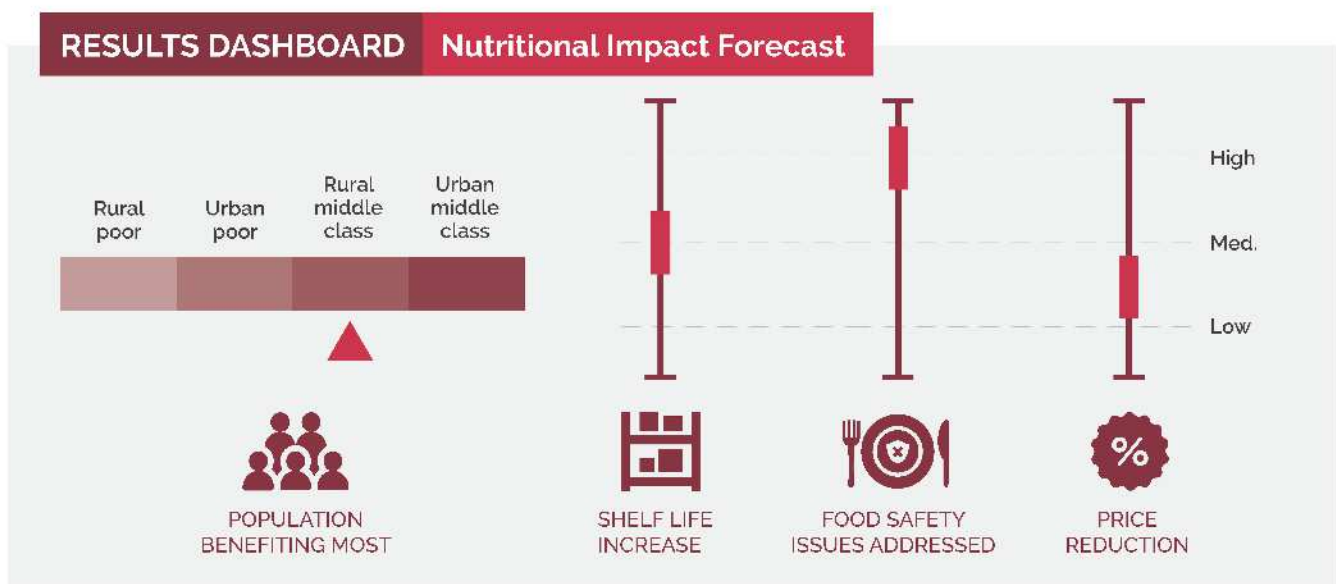 RESULTS DASHBOARD Nutritional Impact Forecast
Rural
poor
Urban
poor
Rural
middle
class
Urban
middle
class
High
Med.
Low
POPULATION
BENEFITING MOST
SHELF LIFE
INCREASE
FOOD SAFETY
ISSUES ADDRESSED
%
PRICE
REDUCTION